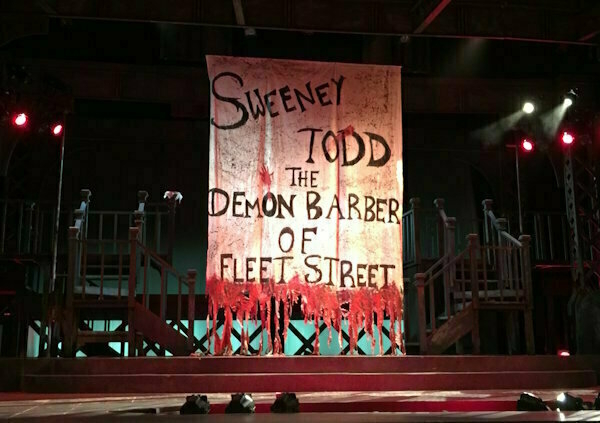 SWEENEY
TODD
THE
DEMON BARBER
OF
FLEET STREET